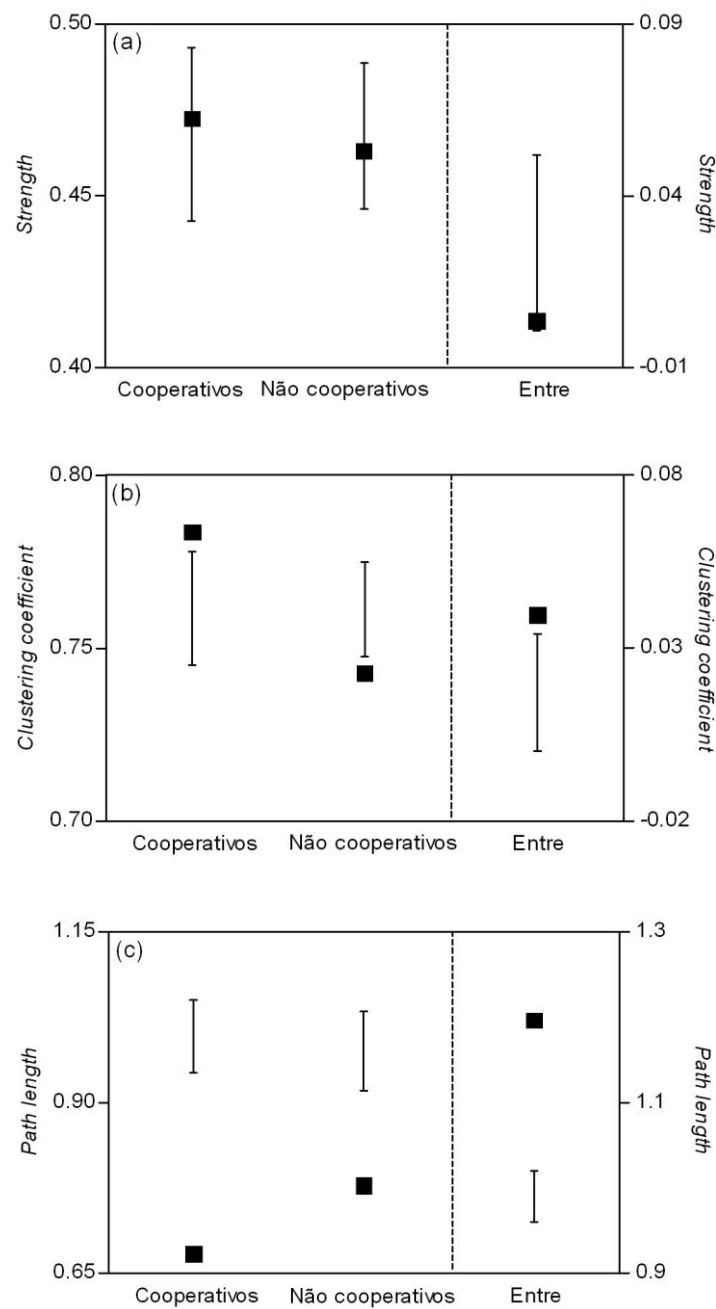 0.50
(a)
0.09
Strength
0.45
0.04
Strength
0.40
-0.01
Cooperativos
Não cooperativos
Entre
0.80
(b)
0.08
Clustering coefficient
0.75
0.03
Clustering coefficient
0.70
-0.02
Cooperativos
Não cooperativos
Entre
1.15
(c)
1.3
Path length
0.90
1.1
Path length
0.65
0.9
Cooperativos
Não cooperativos
Entre